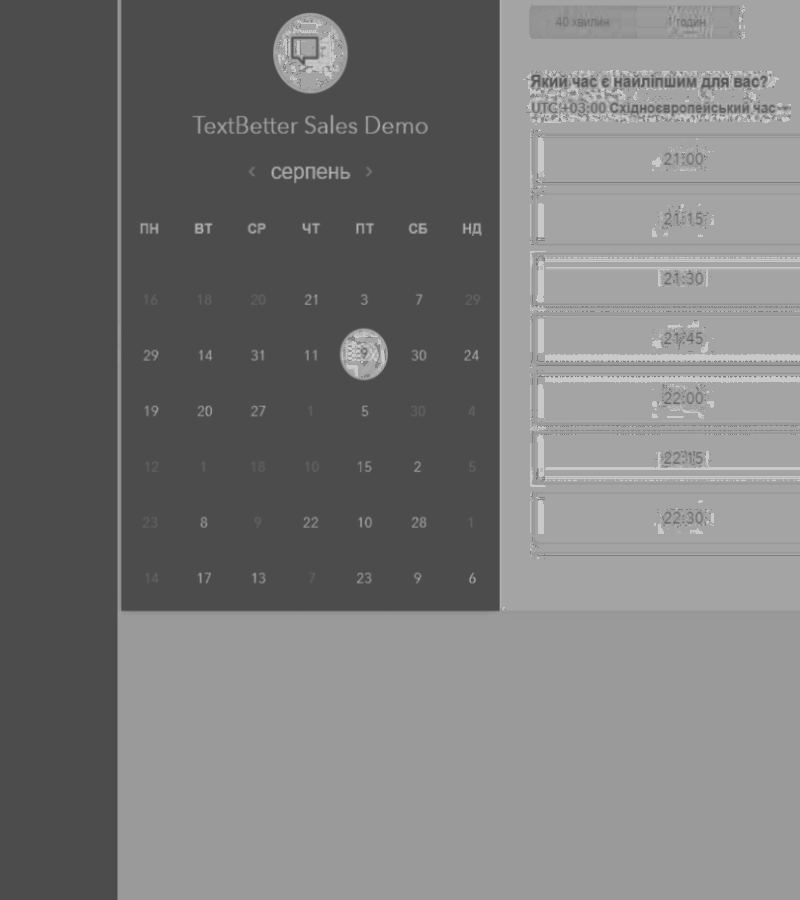 TextBetter Sales Demo
‹ серпень ›
ПН ВТ СР ЧТ ПТ СБ НД
16 18 20 21 3 7 29
29 14 31 11 30 24
19 20 27 1 5 30 4
12 1 18 10 15 2 5
23 8 9 22 10 28 1
14 17 13 7 23 9 6
40 хвилин 1 годин
Який час є найліпшим для вас?
UTC +03:00 Східноєвропейський час
21:00
21:15
21:30
21:45
22:00
22:15
22:30